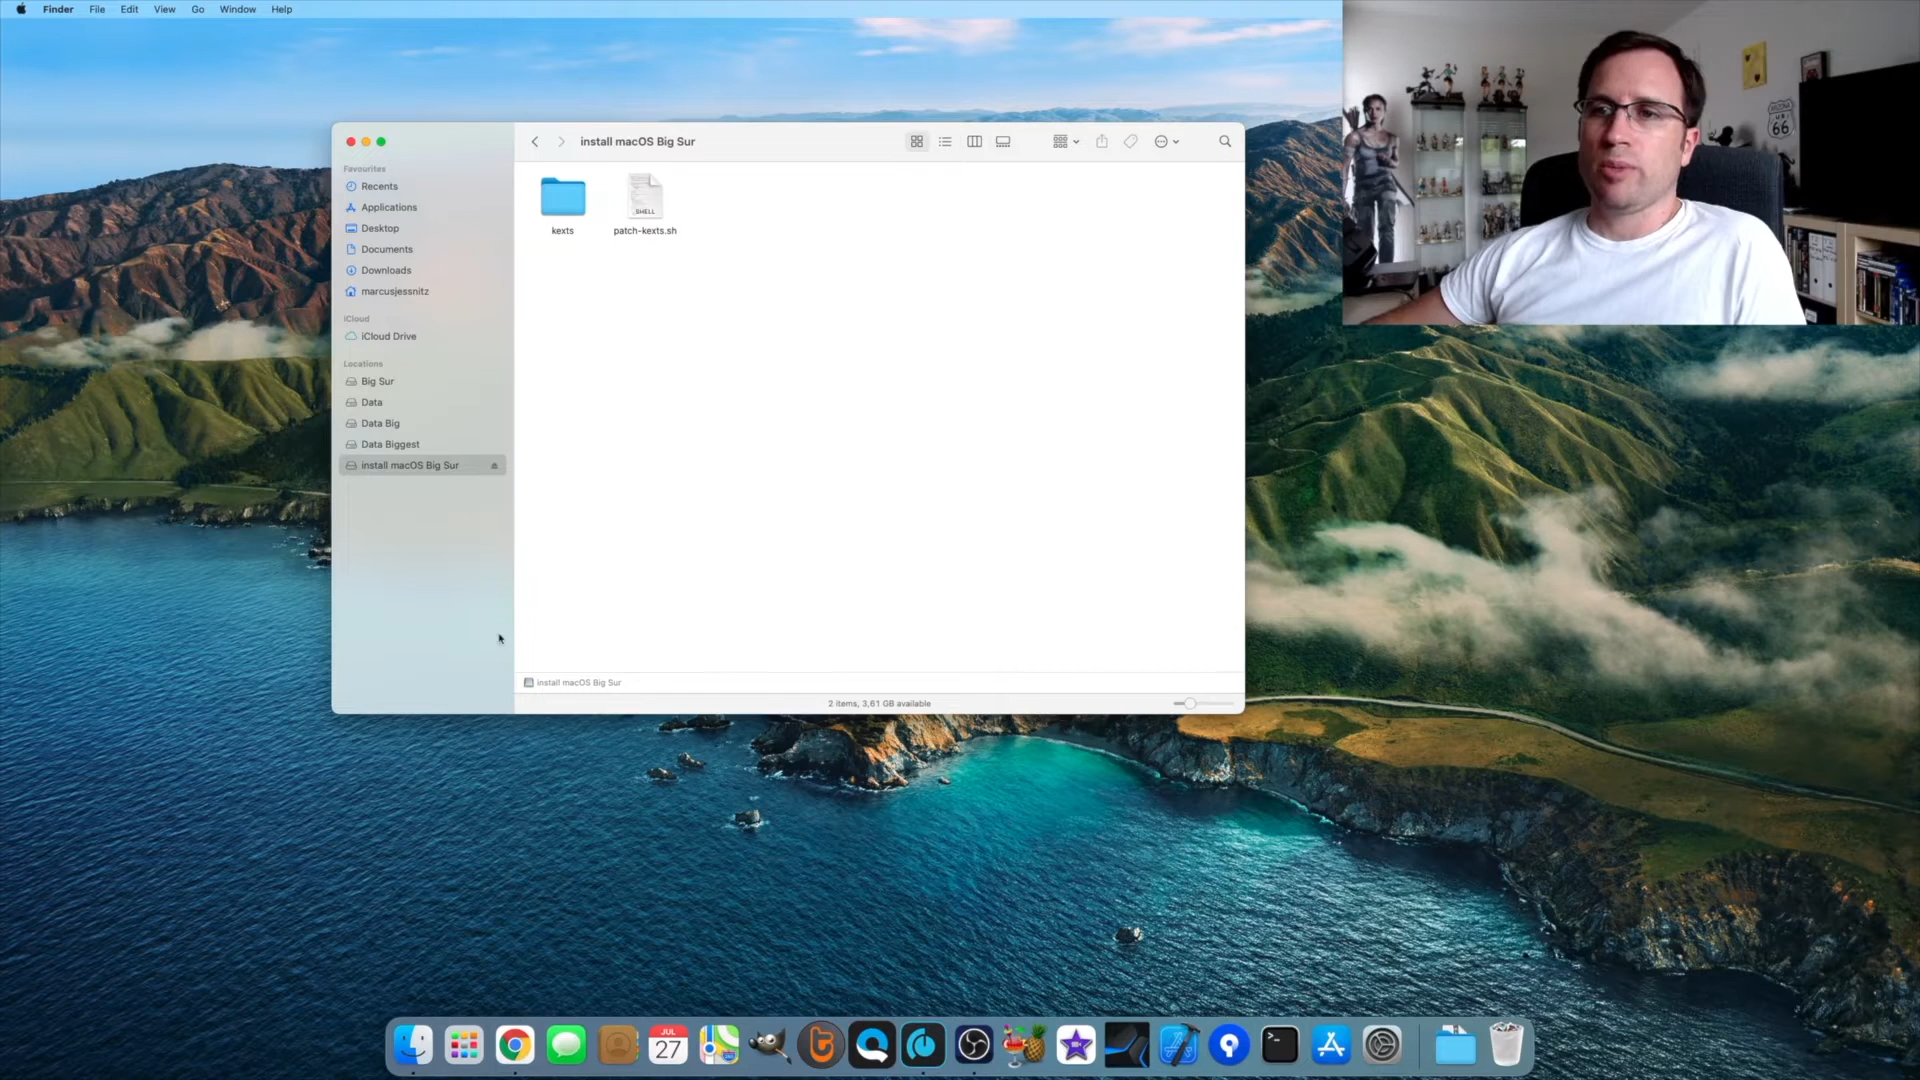 Finder File Edit View Go Window Help
install macOS Big Sur
Favourites
Recents
Applications
Desktop
Documents
Downloads
marcusjessnitz
iCloud
iCloud Drive
Locations
Big Sur
Data
Data Big
Data Biggest
install macOS Big Sur
SHELL
kexts
patch-kexts.sh
install macOS Big Sur
2 items, 3,61 GB available
ARIZONA
US
66
JUL
27